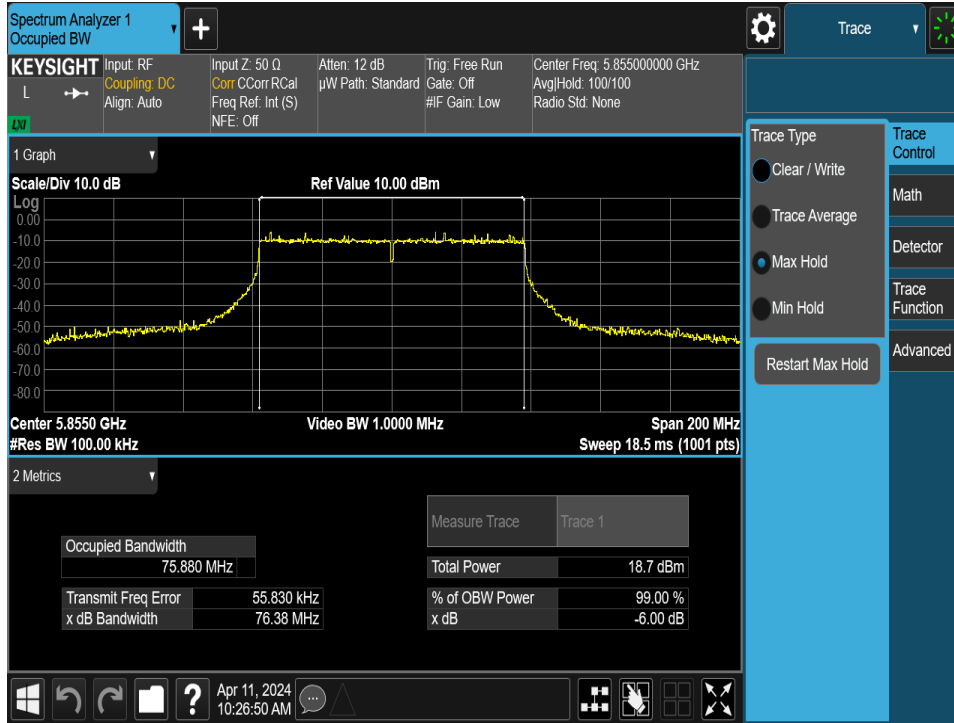 Spectrum Analyzer 1
Occupied BW
+
Trace
KEYSIGHT
L
LXI
Input: RF
Coupling: DC
Align: Auto
Input Z: 50 Ω
Corr CCorr RCal
Freq Ref: Int (S)
NFE: Off
Atten: 12 dB
µW Path: Standard
Trig: Free Run
Gate: Off
#IF Gain: Low
Center Freq: 5.855000000 GHz
Avg|Hold: 100/100
Radio Std: None
1 Graph
Scale/Div 10.0 dB
Ref Value 10.00 dBm
Log
0.00
-10.0
-20.0
-30.0
-40.0
-50.0
-60.0
-70.0
-80.0
Center 5.8550 GHz
Video BW 1.0000 MHz
Span 200 MHz
#Res BW 100.00 kHz
Sweep 18.5 ms (1001 pts)
2 Metrics
Measure Trace
Trace 1
Occupied Bandwidth
75.880 MHz
Total Power
18.7 dBm
Transmit Freq Error
55.830 kHz
% of OBW Power
99.00 %
x dB Bandwidth
76.38 MHz
x dB
-6.00 dB
Trace Type
Clear / Write
Trace Average
Max Hold
Min Hold
Restart Max Hold
Trace
Control
Math
Detector
Trace
Function
Advanced
?
Apr 11, 2024
10:26:50 AM